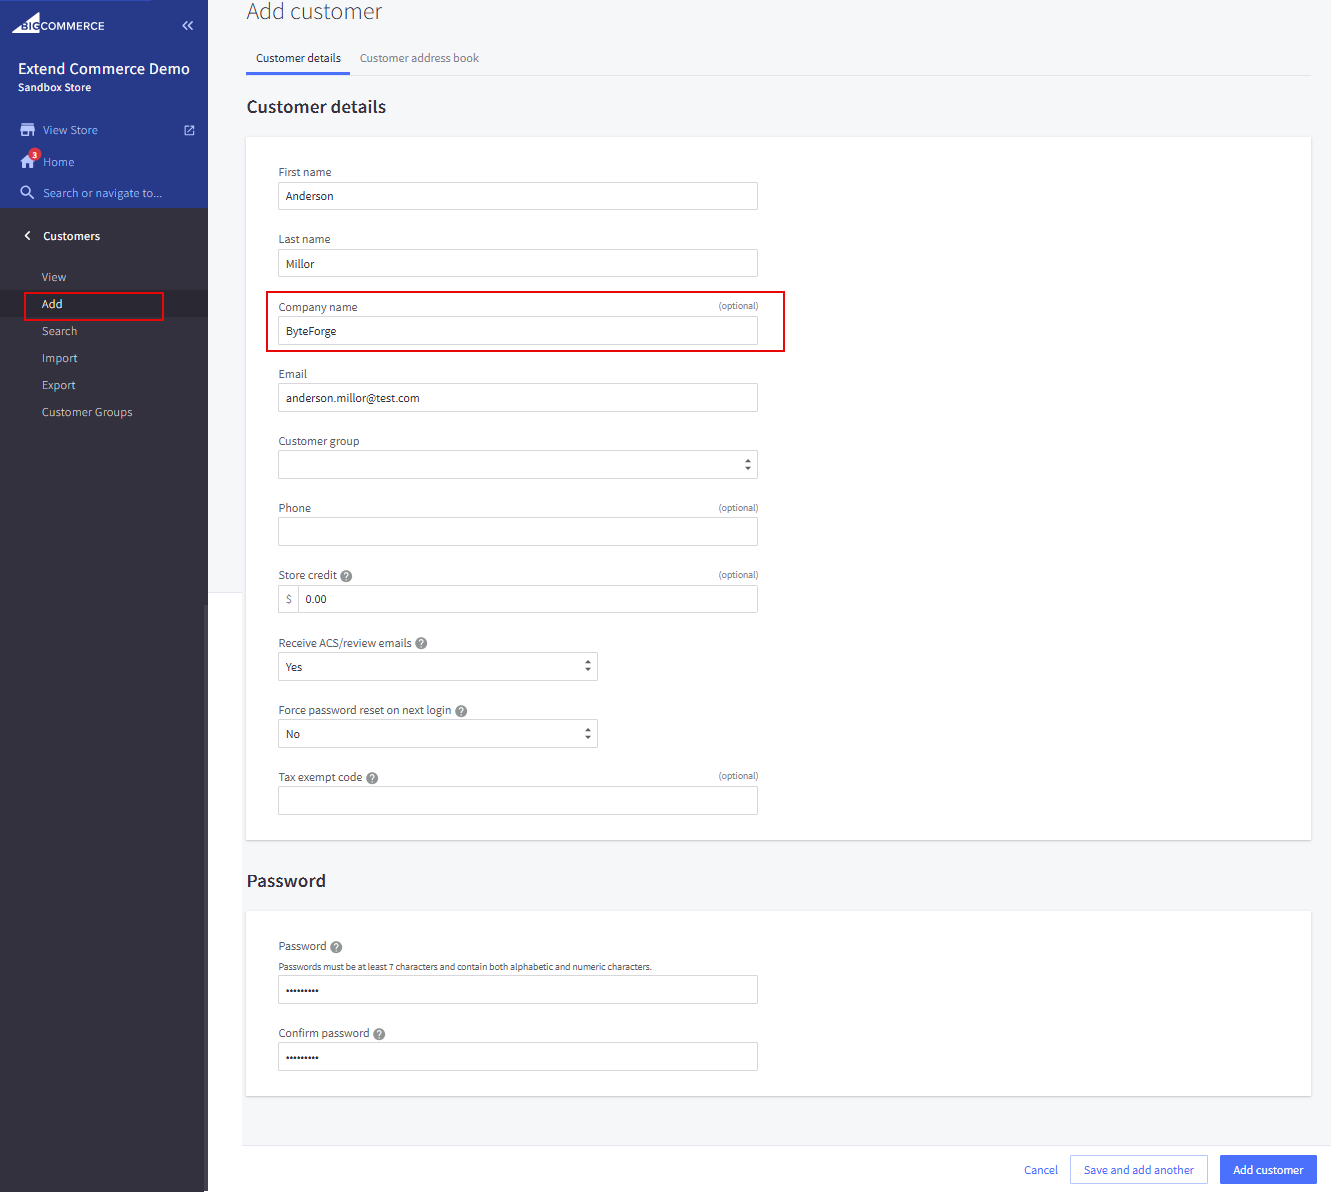 BIGCOMMERCE
Extend Commerce Demo
Sandbox Store
View Store
3
Home
Search or navigate to...
Customers
View
Add
Search
Import
Export
Customer Groups
Add customer
Customer details
Customer address book
Customer details
First name
Anderson
Last name
Millor
Company name (optional)
ByteForge
Email
anderson.millor@test.com
Customer group
Phone (optional)
Store credit ? (optional)
$ 0.00
Receive ACS/review emails ?
Yes
Force password reset on next login ?
No
Tax exempt code ? (optional)
Password
Password ?
Passwords must be at least 7 characters and contain both alphabetic and numeric characters.
•••••••••
Confirm password ?
•••••••••
Cancel
Save and add another
Add customer